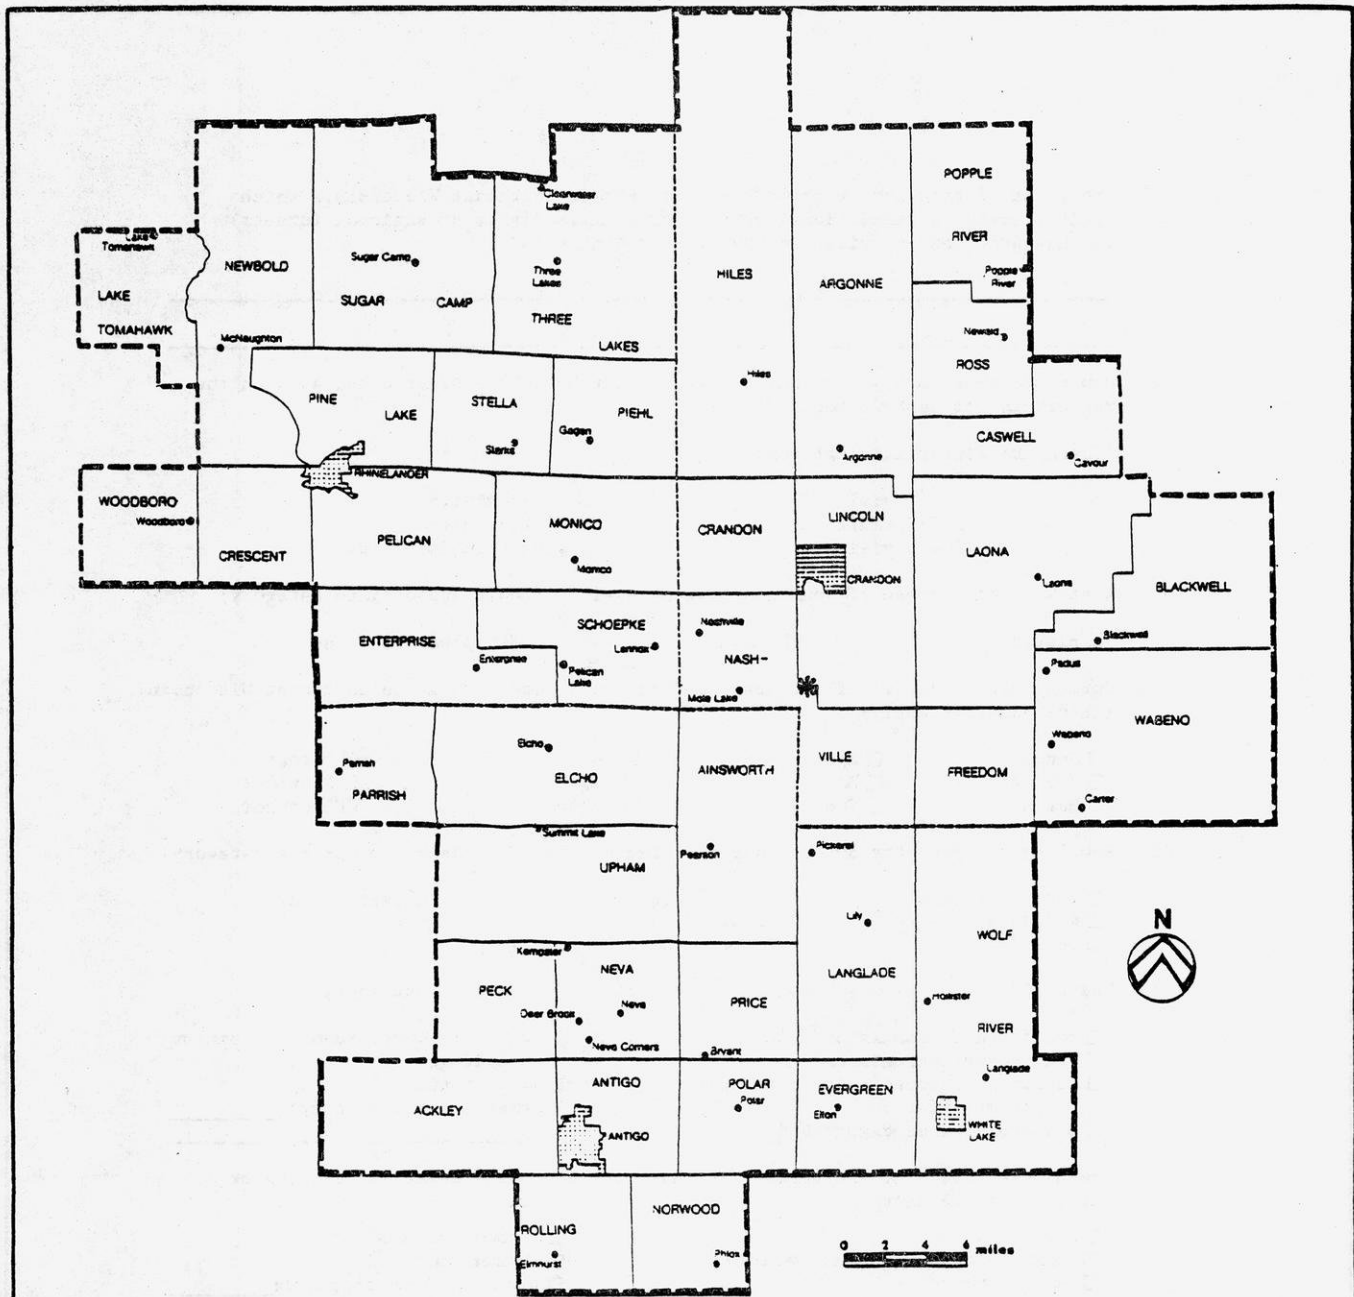 POPPLE
RIVER
Popple
River
Clearwater
Lake
Lake
Tomahawk
NEWBOLD
Sugar Camp
SUGAR CAMP
Three
Lakes
THREE
LAKES
HILES
ARGONNE
LAKE
TOMAHAWK
McNaughton
Newald
ROSS
Hiles
PINE
LAKE
STELLA
Starks
Gagen
PIEHL
Argonne
CASWELL
Cavour
RHINELANDER
WOODBORO
Woodboro
CRESCENT
PELICAN
MONICO
Monico
CRANDON
LINCOLN
CRANDON
LAONA
Laona
BLACKWELL
Blackwell
ENTERPRISE
Enterprise
SCHOEPKE
Lennox
Pelican
Lake
Nashville
NASH-
Mole Lake
Padus
WABENO
Wabeno
Carter
Parrish
PARRISH
Elcho
ELCHO
AINSWORTH
VILLE
FREEDOM
Summit Lake
UPHAM
Pearson
Pickerel
Lily
WOLF
N
Kempster
NEVA
PECK
Deer Brook
Neva
Neva Corners
PRICE
LANGLADE
Hollister
RIVER
Bryant
Langlade
ACKLEY
ANTIGO
ANTIGO
POLAR
Polar
EVERGREEN
Elton
WHITE
LAKE
ROLLING
Elmhurst
NORWOOD
Phlox
0 2 4 6 miles